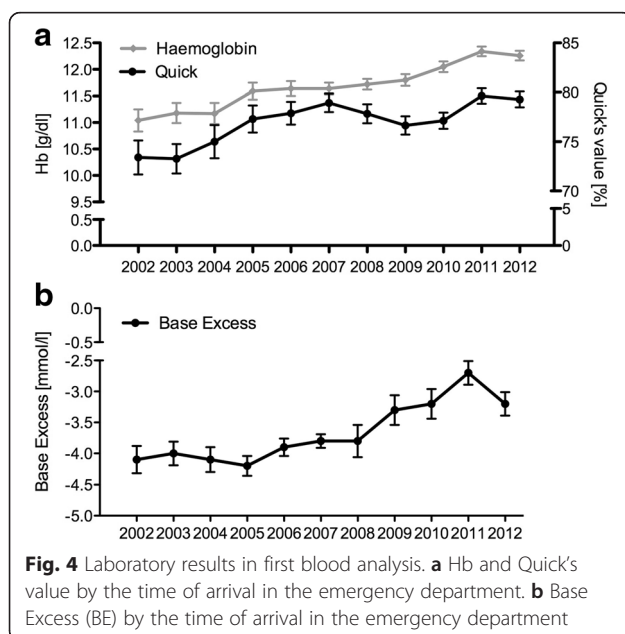 a
12.5
12.0
11.5
11.0
10.5
10.0
9.5
0.5
0.0
Hb [g/dl]
Haemoglobin
Quick
85
80
75
70
5
0
Quick's value [%]
2002 2003 2004 2005 2006 2007 2008 2009 2010 2011 2012
b
0.0
-0.5
-2.5
-3.0
-3.5
-4.0
-4.5
-5.0
Base Excess [mmol/l]
Base Excess
2002 2003 2004 2005 2006 2007 2008 2009 2010 2011 2012
Fig. 4 Laboratory results in first blood analysis. a Hb and Quick's
value by the time of arrival in the emergency department. b Base
Excess (BE) by the time of arrival in the emergency department